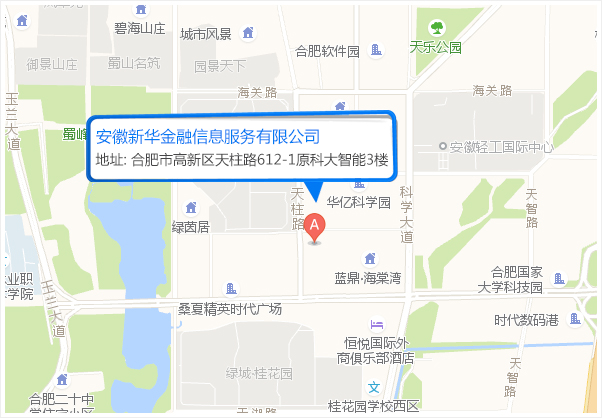 碧海山庄
城市风景
天乐公园
合肥软件园
御景山庄
蜀山名筑
园景天下
海关路
海关路
玉兰大道
蜀峰
安徽新华金融信息服务有限公司
地址: 合肥市高新区天柱路612-1原科大智能3楼
安徽轻工国际中心
天柱路
华亿科学园
科学大道
天智路
绿茵居
A
蓝鼎·海棠湾
合肥国家
大学科技园
业职
学院
玉兰大道
桑夏精英时代广场
时代数码港
恒悦国际外
商俱乐部酒店
绿城·桂花园
天智路
合肥二十中
文
桂花园学校西区